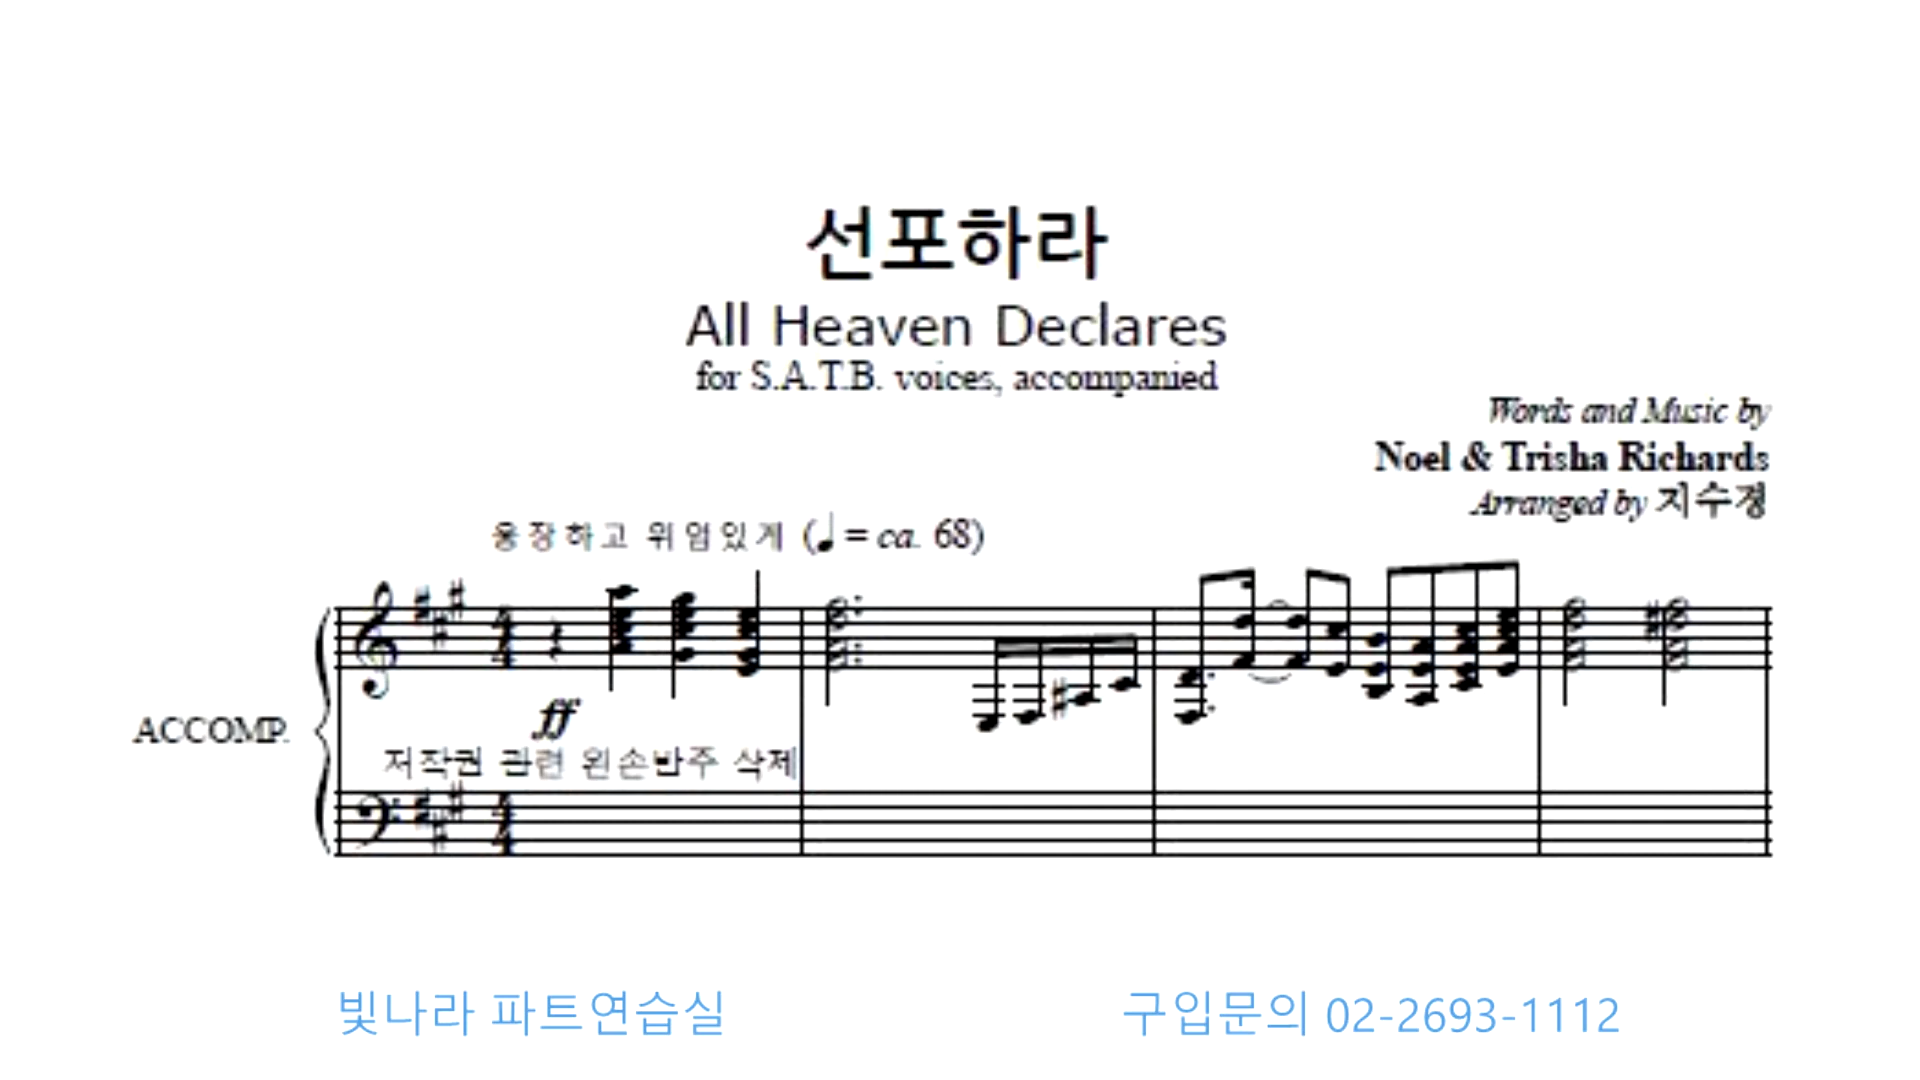 선포하라
All Heaven Declares
for S.A.T.B. voices, accompanied
Words and Music by
Noel & Trisha Richards
Arranged by 지수경
웅장하고 위엄있게 (♩= ca. 68)
ff
ACCOMP.
저작권 관련 왼손반주 삭제
빛나라 파트연습실
구입문의 02-2693-1112